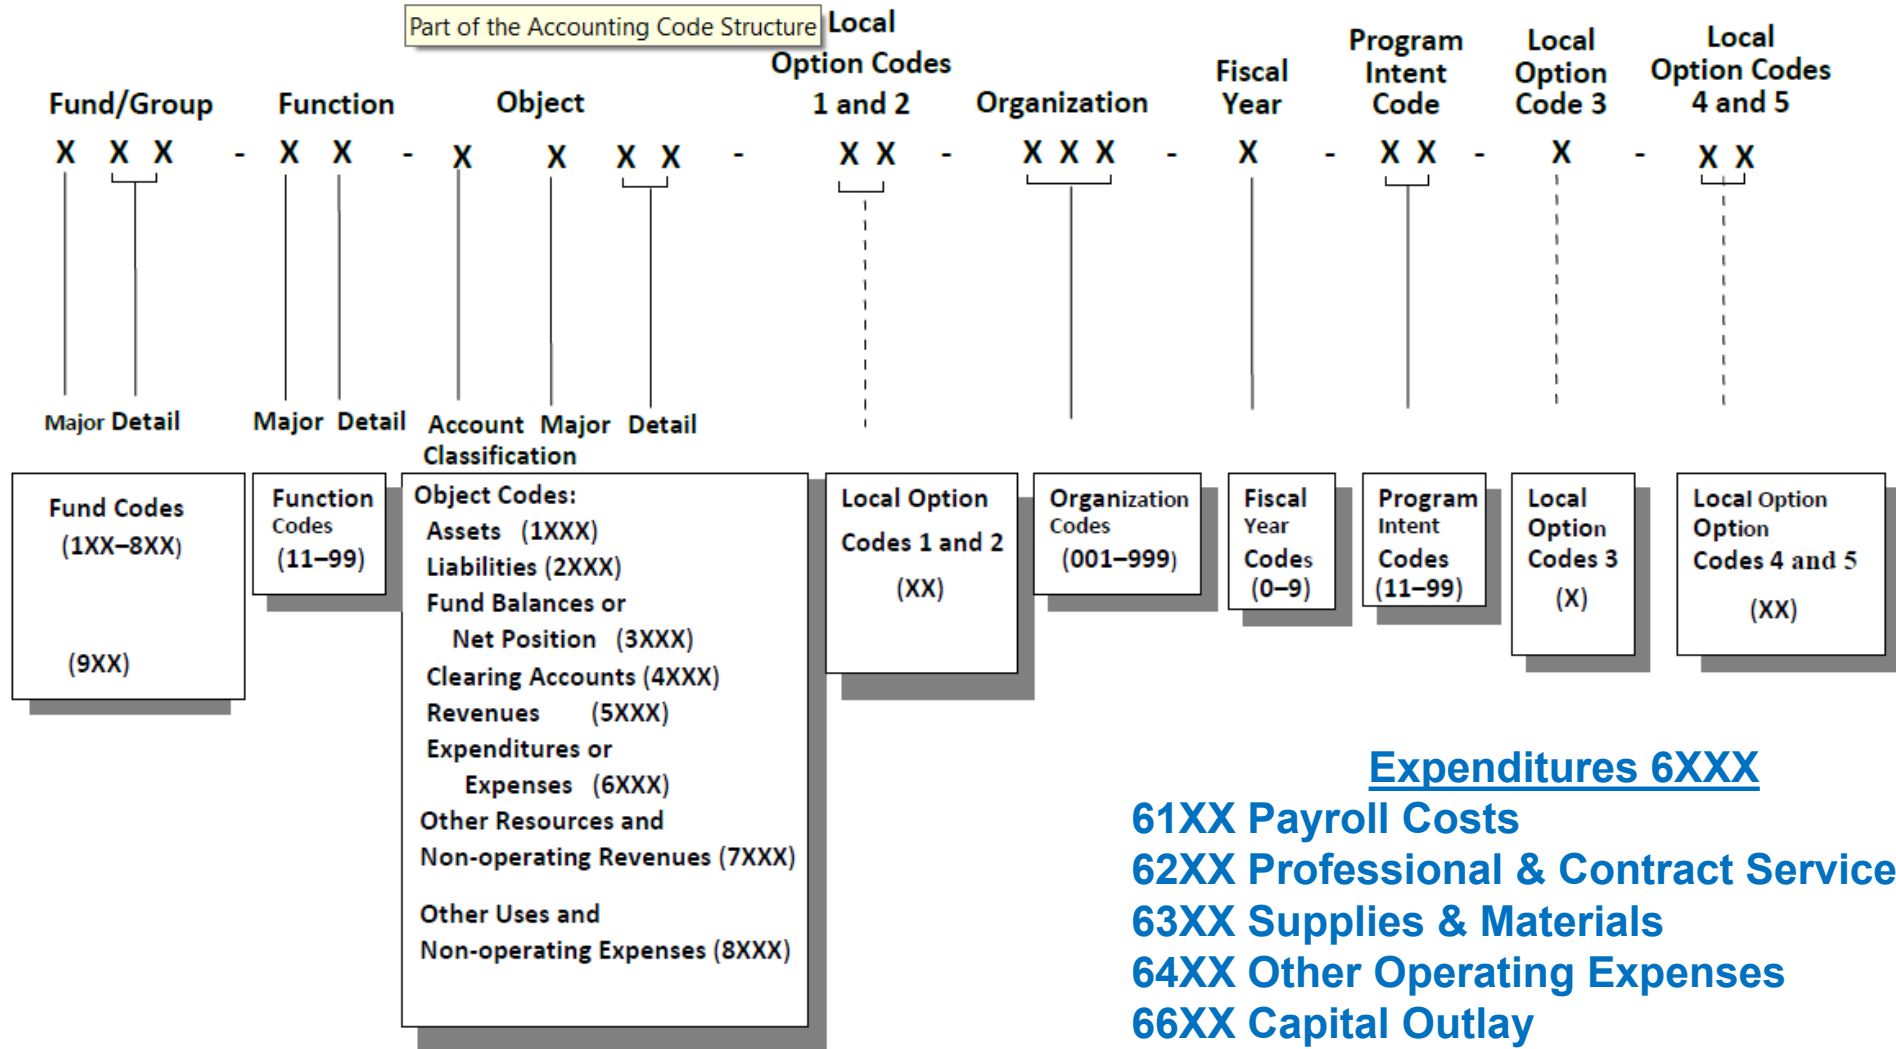 Part of the Accounting Code Structure
Fund/Group
Function
Object
Local
Option Codes
1 and 2
Organization
Fiscal
Year
Program
Intent
Code
Local
Option
Code 3
Local
Option Codes
4 and 5
X X X - X X - X X X X - X X - X X X - X - X X - X - X X
Major Detail
Major Detail
Account Major Detail
Classification
Fund Codes
(1XX–8XX)
(9XX)
Function
Codes
(11–99)
Object Codes:
Assets (1XXX)
Liabilities (2XXX)
Fund Balances or
Net Position (3XXX)
Clearing Accounts (4XXX)
Revenues (5XXX)
Expenditures or
Expenses (6XXX)
Other Resources and
Non-operating Revenues (7XXX)
Other Uses and
Non-operating Expenses (8XXX)
Local Option
Codes 1 and 2
(XX)
Organization
Codes
(001–999)
Fiscal
Year
Codes
(0–9)
Program
Intent
Codes
(11–99)
Local
Option
Codes 3
(X)
Local Option
Option
Codes 4 and 5
(XX)
Expenditures 6XXX
61XX Payroll Costs
62XX Professional & Contract Service
63XX Supplies & Materials
64XX Other Operating Expenses
66XX Capital Outlay